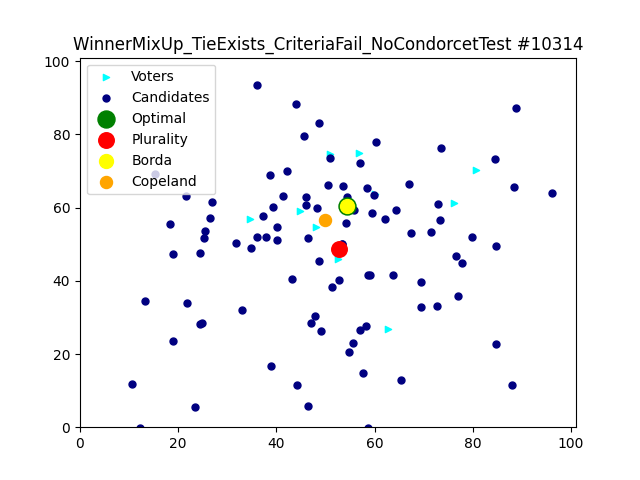 WinnerMixUp_TieExists_CriteriaFail_NoCondorcetTest #10314
Voters
Candidates
Optimal
Plurality
Borda
Copeland
100
80
60
40
20
0
0 20 40 60 80 100